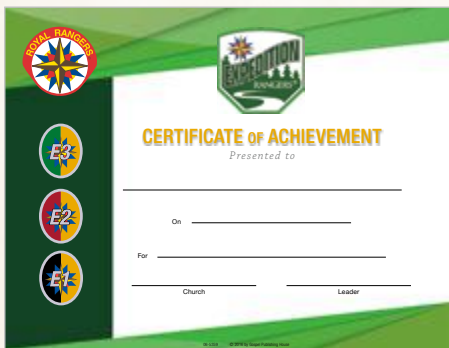 ROYAL RANGERS
EXPEDITION
RANGERS
CERTIFICATE OF ACHIEVEMENT
Presented to
E3
On
E2
For
E1
Church
Leader